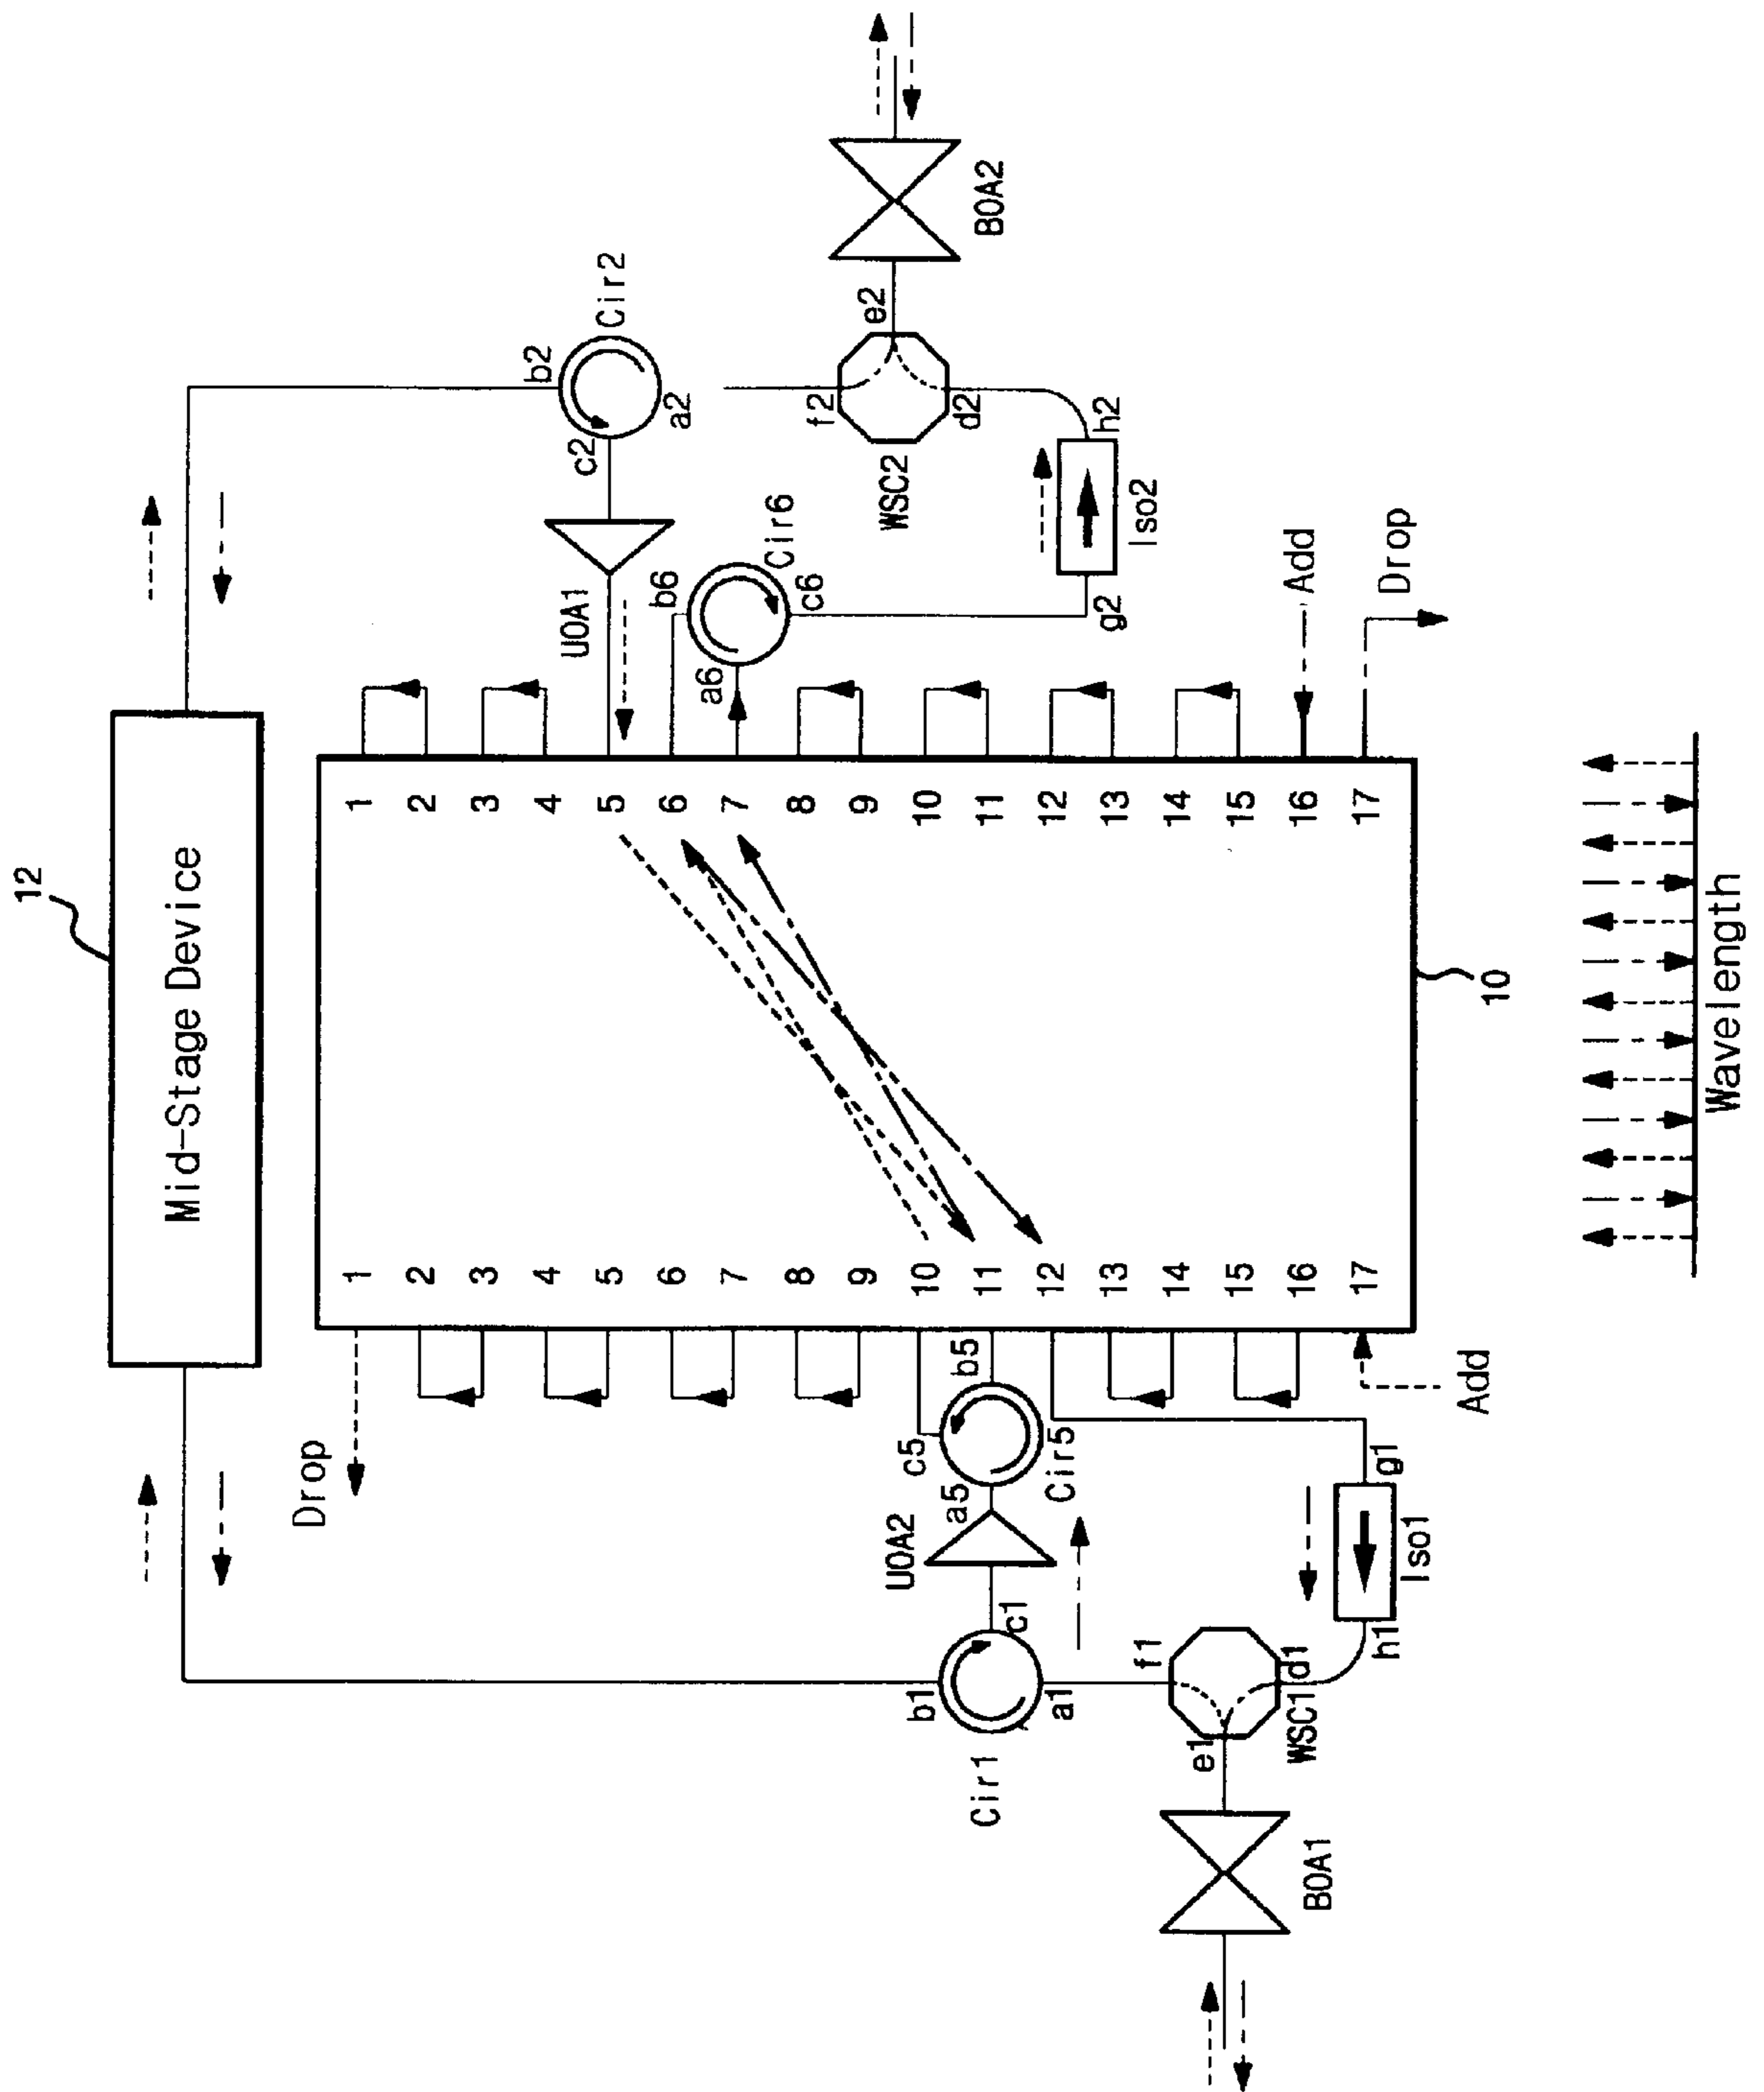 12
Mid-Stage Device
Drop
1
2
3
4
5
6
7
8
9
10
11
12
13
14
15
16
17
Add
1
2
3
4
5
6
7
8
9
10
11
12
13
14
15
16
17
Add
Drop
10
Wavelength
b1
c1
a1
Cir1
UOA2
a5
b5
c5
Cir5
f1
d1
e1
WSC1
g1
h1
Iso1
BOA1
b2
c2
a2
Cir2
UOA1
b6
a6
c6
Cir6
f2
d2
e2
WSC2
g2
h2
Iso2
BOA2